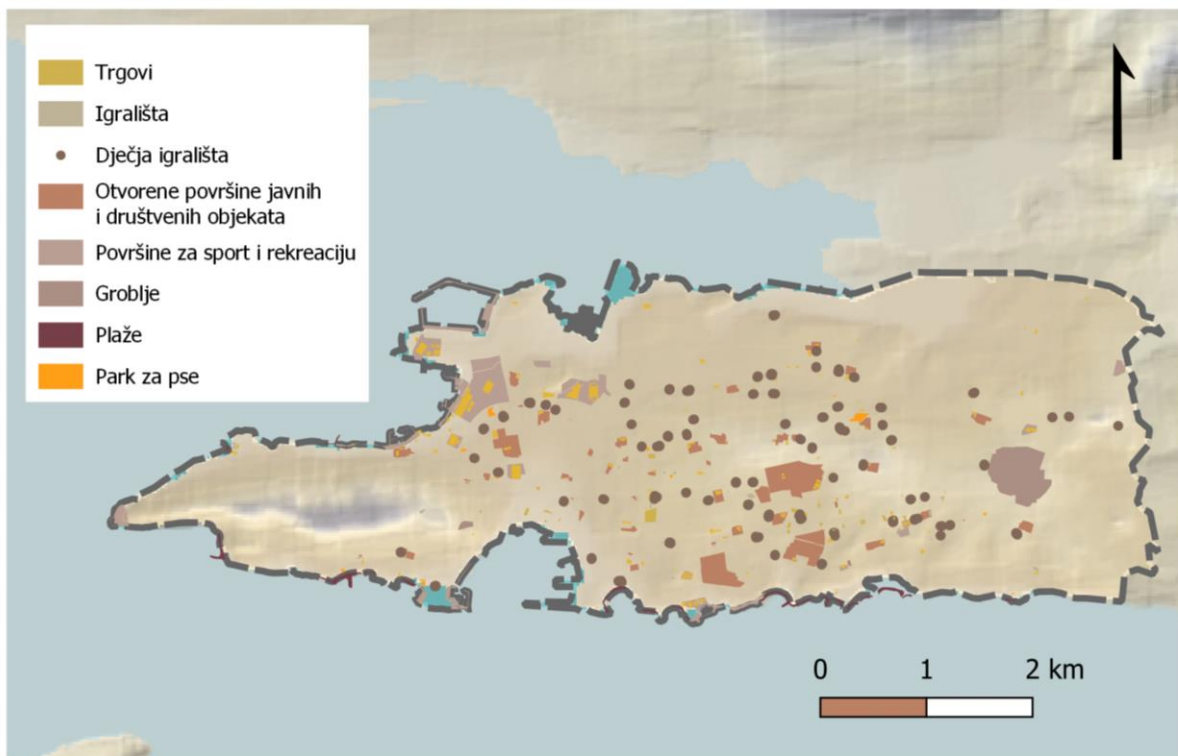 Trgovi
Igrališta
Dječja igrališta
Otvorene površine javnih
i društvenih objekata
Površine za sport i rekreaciju
Groblje
Plaže
Park za pse
0 1 2 km